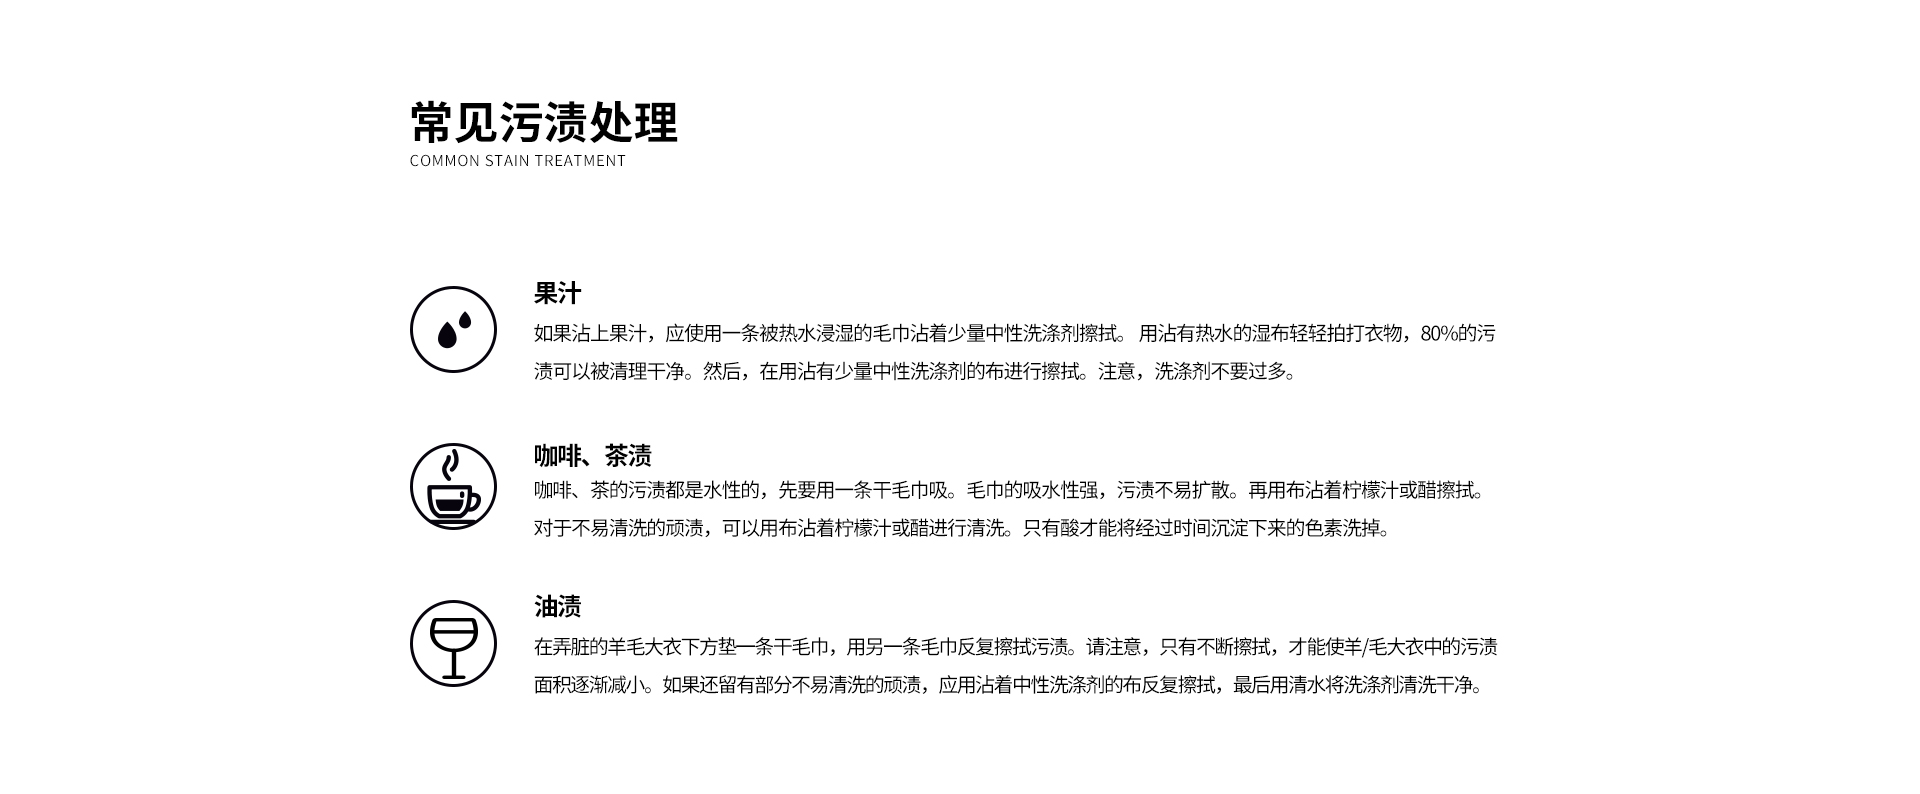 常见污渍处理
COMMON STAIN TREATMENT
果汁
如果沾上果汁，应使用一条被热水浸湿的毛巾沾着少量中性洗涤剂擦拭。 用沾有热水的湿布轻轻拍打衣物，80%的污
渍可以被清理干净。然后，在用沾有少量中性洗涤剂的布进行擦拭。注意，洗涤剂不要过多。
咖啡、茶渍
咖啡、茶的污渍都是水性的，先要用一条干毛巾吸。毛巾的吸水性强，污渍不易扩散。再用布沾着柠檬汁或醋擦拭。
对于不易清洗的顽渍，可以用布沾着柠檬汁或醋进行清洗。只有酸才能将经过时间沉淀下来的色素洗掉。
油渍
在弄脏的羊毛大衣下方垫一条干毛巾，用另一条毛巾反复擦拭污渍。请注意，只有不断擦拭，才能使羊/毛大衣中的污渍
面积逐渐减小。如果还留有部分不易清洗的顽渍，应用沾着中性洗涤剂的布反复擦拭，最后用清水将洗涤剂清洗干净。